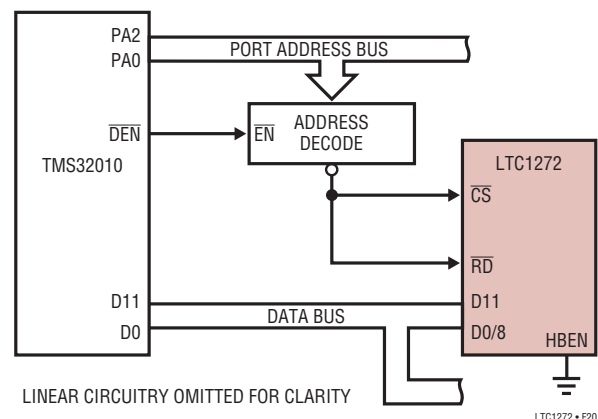 PA2
PA0
PORT ADDRESS BUS
DEN
EN
ADDRESS
DECODE
TMS32010
LTC1272
CS
RD
D11
D0
DATA BUS
D11
D0/8
HBEN
LINEAR CIRCUITRY OMITTED FOR CLARITY
LTC1272 • F20